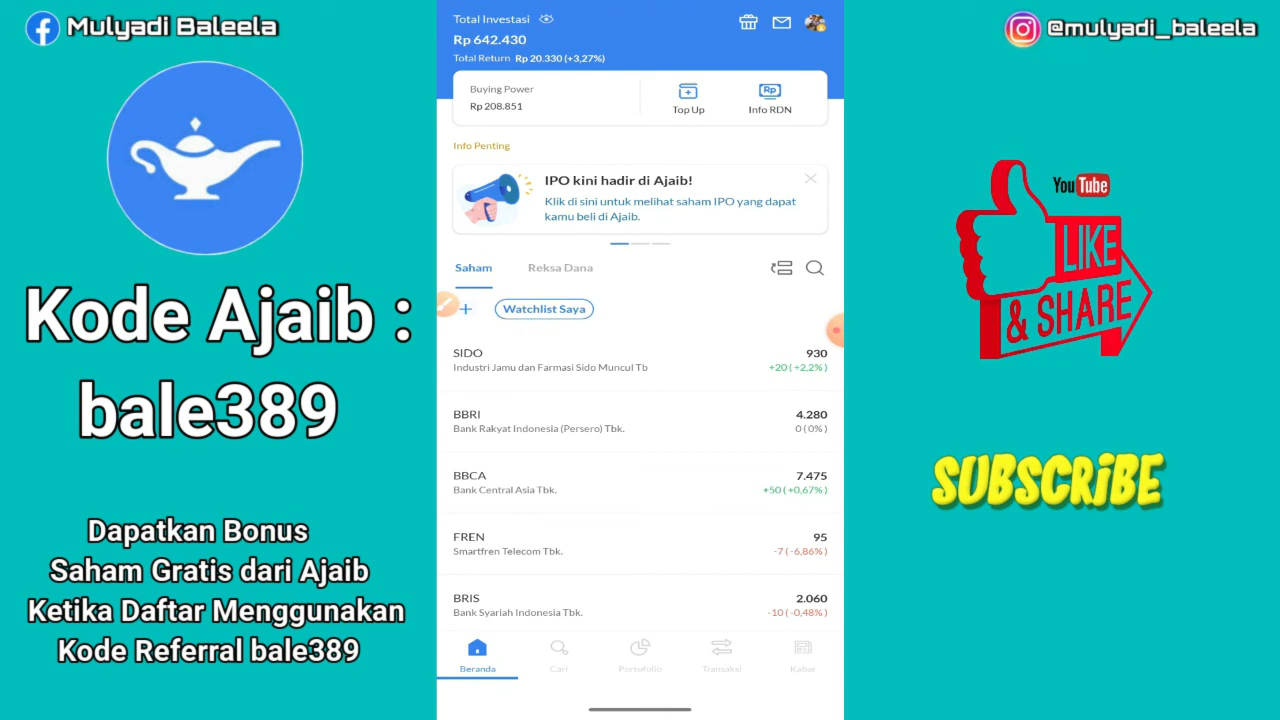 Mulyadi Baleela
Kode Ajaib :
bale389
Dapatkan Bonus
Saham Gratis dari Ajaib
Ketika Daftar Menggunakan
Kode Referral bale389
Total Investasi
Rp 642.430
Total Return Rp 20.330 (+3,27%)
Buying Power
Rp 208.851
Top Up
Rp
Info RDN
Info Penting
IPO kini hadir di Ajaib!
Klik di sini untuk melihat saham IPO yang dapat
kamu beli di Ajaib.
Saham Reksa Dana
+ Watchlist Saya
SIDO 930
Industri Jamu dan Farmasi Sido Muncul Tb +20 (+2,2%)
BBRI 4.280
Bank Rakyat Indonesia (Persero) Tbk. 0 (0%)
BBCA 7.475
Bank Central Asia Tbk. +50 (+0,67%)
FREN 95
Smartfren Telecom Tbk. -7 (-6,86%)
BRIS 2.060
Bank Syariah Indonesia Tbk. -10 (-0,48%)
Beranda Cari Portofolio Transaksi Kabar
@mulyadi_baleela
YouTube
LIKE
& SHARE
SUBSCRIBE